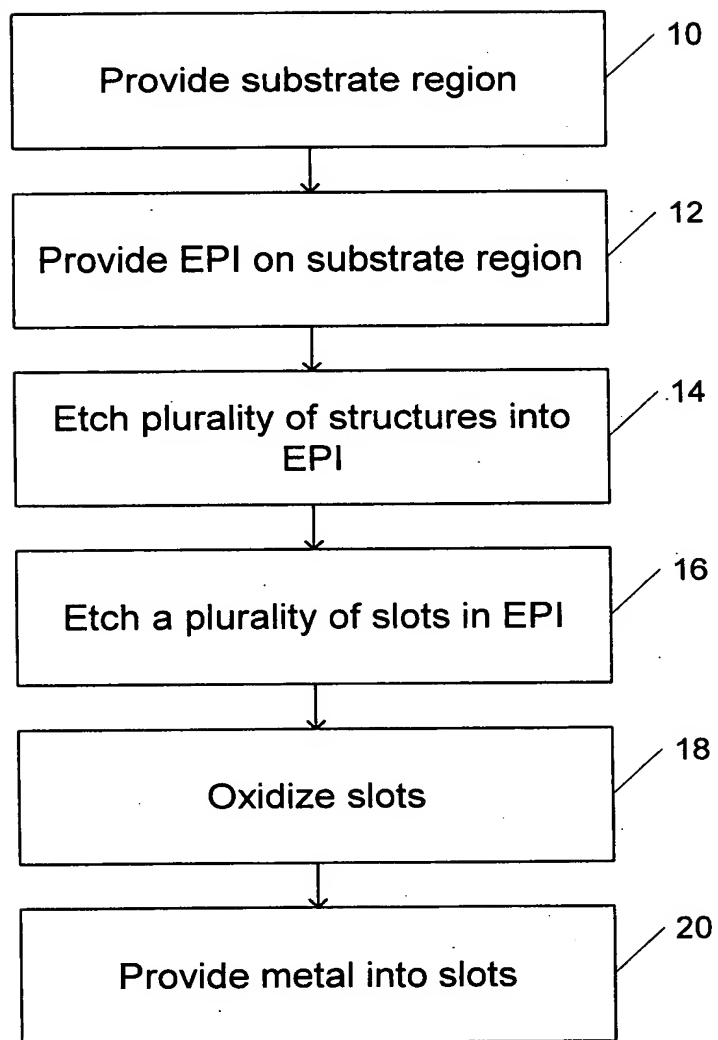 10
Provide substrate region
12
Provide EPI on substrate region
14
Etch plurality of structures into
EPI
16
Etch a plurality of slots in EPI
18
Oxidize slots
20
Provide metal into slots